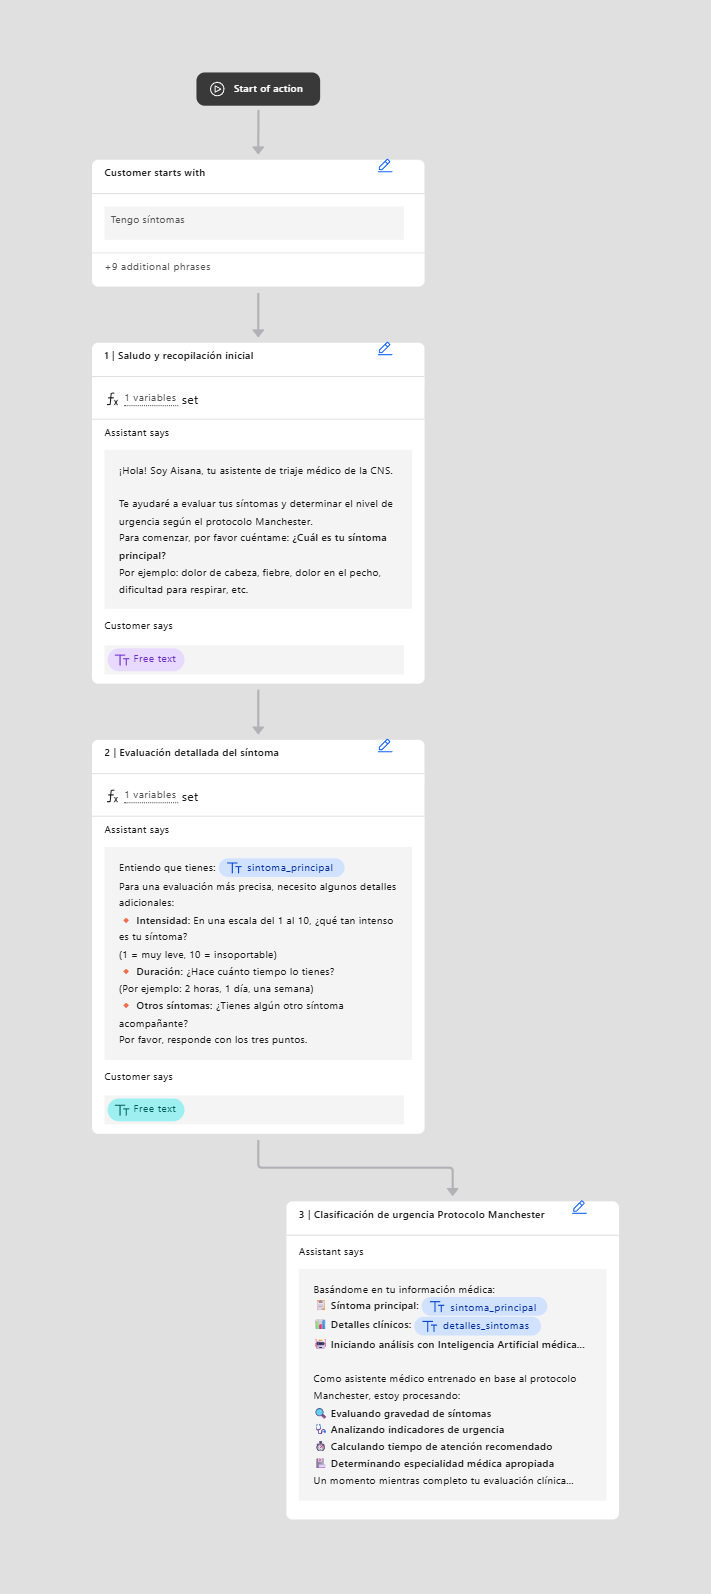 Start of action
Customer starts with
Tengo síntomas
+9 additional phrases
1 | Saludo y recopilación inicial
fx 1 variables set
Assistant says
¡Hola! Soy Aisana, tu asistente de triaje médico de la CNS.
Te ayudaré a evaluar tus síntomas y determinar el nivel de
urgencia según el protocolo Manchester.
Para comenzar, por favor cuéntame: ¿Cuál es tu síntoma
principal?
Por ejemplo: dolor de cabeza, fiebre, dolor en el pecho,
dificultad para respirar, etc.
Customer says
Free text
2 | Evaluación detallada del síntoma
fx 1 variables set
Assistant says
Entiendo que tienes: sintoma_principal
Para una evaluación más precisa, necesito algunos detalles
adicionales:
🔸 Intensidad: En una escala del 1 al 10, ¿qué tan intenso
es tu síntoma?
(1 = muy leve, 10 = insoportable)
🔸 Duración: ¿Hace cuánto tiempo lo tienes?
(Por ejemplo: 2 horas, 1 día, una semana)
🔸 Otros síntomas: ¿Tienes algún otro síntoma
acompañante?
Por favor, responde con los tres puntos.
Customer says
Free text
3 | Clasificación de urgencia Protocolo Manchester
Assistant says
Basándome en tu información médica:
📋 Síntoma principal: sintoma_principal
📊 Detalles clínicos: detalles_sintomas
🤖 Iniciando análisis con Inteligencia Artificial médica...
Como asistente médico entrenado en base al protocolo
Manchester, estoy procesando:
🔍 Evaluando gravedad de síntomas
🩺 Analizando indicadores de urgencia
⏱ Calculando tiempo de atención recomendado
🏥 Determinando especialidad médica apropiada
Un momento mientras completo tu evaluación clínica...